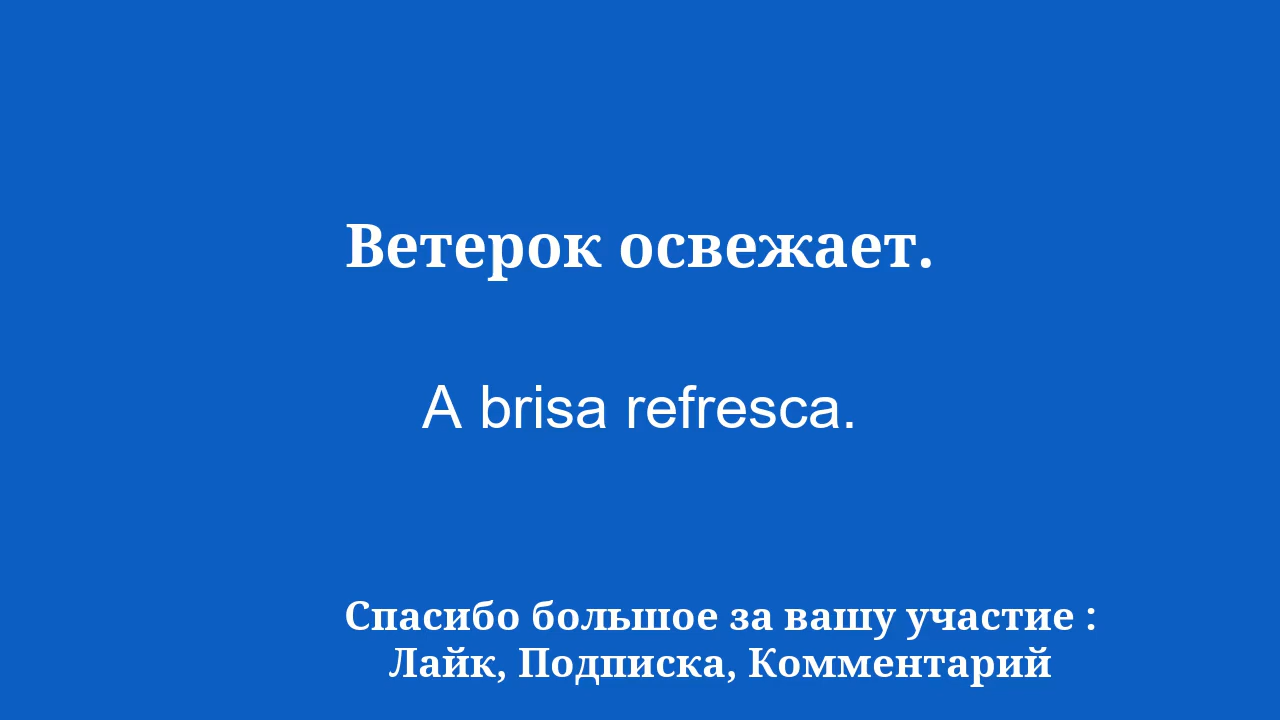 Ветерок освежает.
A brisa refresca.
Спасибо большое за вашу участие :
Лайк, Подписка, Комментарий